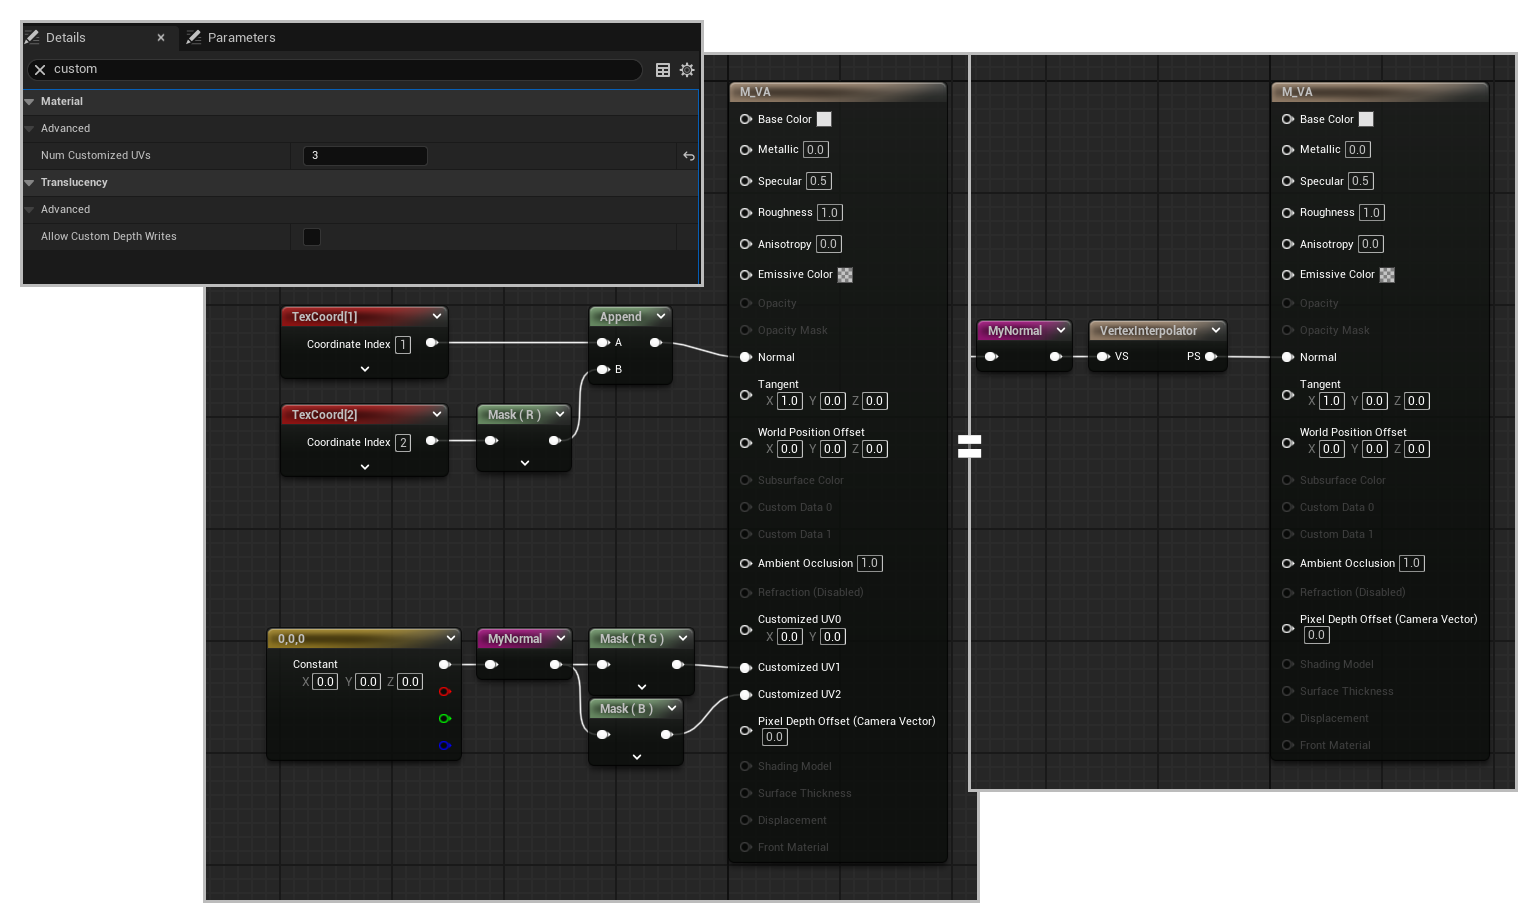 Details
Parameters
custom
Material
Advanced
Num Customized UVs 3
Translucency
Advanced
Allow Custom Depth Writes
TexCoord[1]
Coordinate Index 1
TexCoord[2]
Coordinate Index 2
Append
A
B
Mask ( R )
0,0,0
Constant
X 0.0 Y 0.0 Z 0.0
MyNormal
Mask ( R G )
Mask ( B )
M_VA
Base Color
Metallic 0.0
Specular 0.5
Roughness 1.0
Anisotropy 0.0
Emissive Color
Opacity
Opacity Mask
Normal
Tangent
X 1.0 Y 0.0 Z 0.0
World Position Offset
X 0.0 Y 0.0 Z 0.0
Subsurface Color
Custom Data 0
Custom Data 1
Ambient Occlusion 1.0
Refraction (Disabled)
Customized UV0
X 0.0 Y 0.0
Customized UV1
Customized UV2
Pixel Depth Offset (Camera Vector)
0.0
Shading Model
Surface Thickness
Displacement
Front Material
MyNormal
VertexInterpolator
VS PS
M_VA
Base Color
Metallic 0.0
Specular 0.5
Roughness 1.0
Anisotropy 0.0
Emissive Color
Opacity
Opacity Mask
Normal
Tangent
X 1.0 Y 0.0 Z 0.0
World Position Offset
X 0.0 Y 0.0 Z 0.0
Subsurface Color
Custom Data 0
Custom Data 1
Ambient Occlusion 1.0
Refraction (Disabled)
Pixel Depth Offset (Camera Vector)
0.0
Shading Model
Surface Thickness
Displacement
Front Material